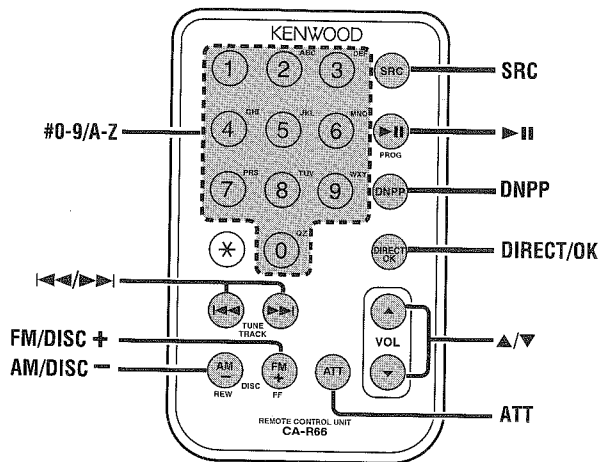 KENWOOD
1 2 ABC 3 DEF SRC SRC
#0-9/A-Z 4 GHI 5 JKL 6 MNO ▶II ▶II
PROG
7 PRS 8 TUV 9 WXY DNPP DNPP
* 0 QZ DIRECT OK DIRECT/OK
|◀◀/▶▶|
|◀◀ ▶▶| ▲
TUNE
TRACK VOL ▲/▼
FM/DISC +
AM/DISC − AM − DISC FM + ATT ▼
REW FF
ATT
REMOTE CONTROL UNIT
CA-R66